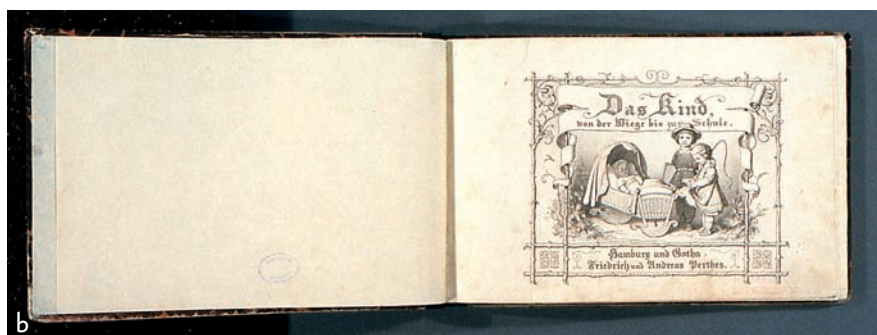 Das Kind,
von der Wiege bis zur Schule.
Hamburg und Gotha.
Friedrich und Andreas Perthes.
b